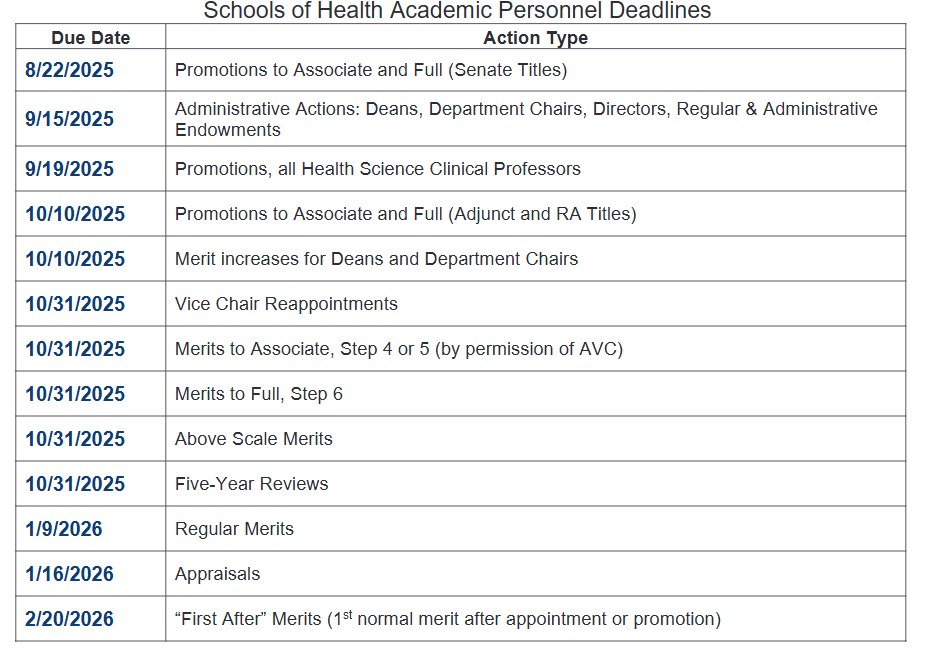 Schools of Health Academic Personnel Deadlines
Due Date Action Type
8/22/2025 Promotions to Associate and Full (Senate Titles)
9/15/2025 Administrative Actions: Deans, Department Chairs, Directors, Regular & Administrative
Endowments
9/19/2025 Promotions, all Health Science Clinical Professors
10/10/2025 Promotions to Associate and Full (Adjunct and RA Titles)
10/10/2025 Merit increases for Deans and Department Chairs
10/31/2025 Vice Chair Reappointments
10/31/2025 Merits to Associate, Step 4 or 5 (by permission of AVC)
10/31/2025 Merits to Full, Step 6
10/31/2025 Above Scale Merits
10/31/2025 Five-Year Reviews
1/9/2026 Regular Merits
1/16/2026 Appraisals
2/20/2026 “First After” Merits (1st normal merit after appointment or promotion)